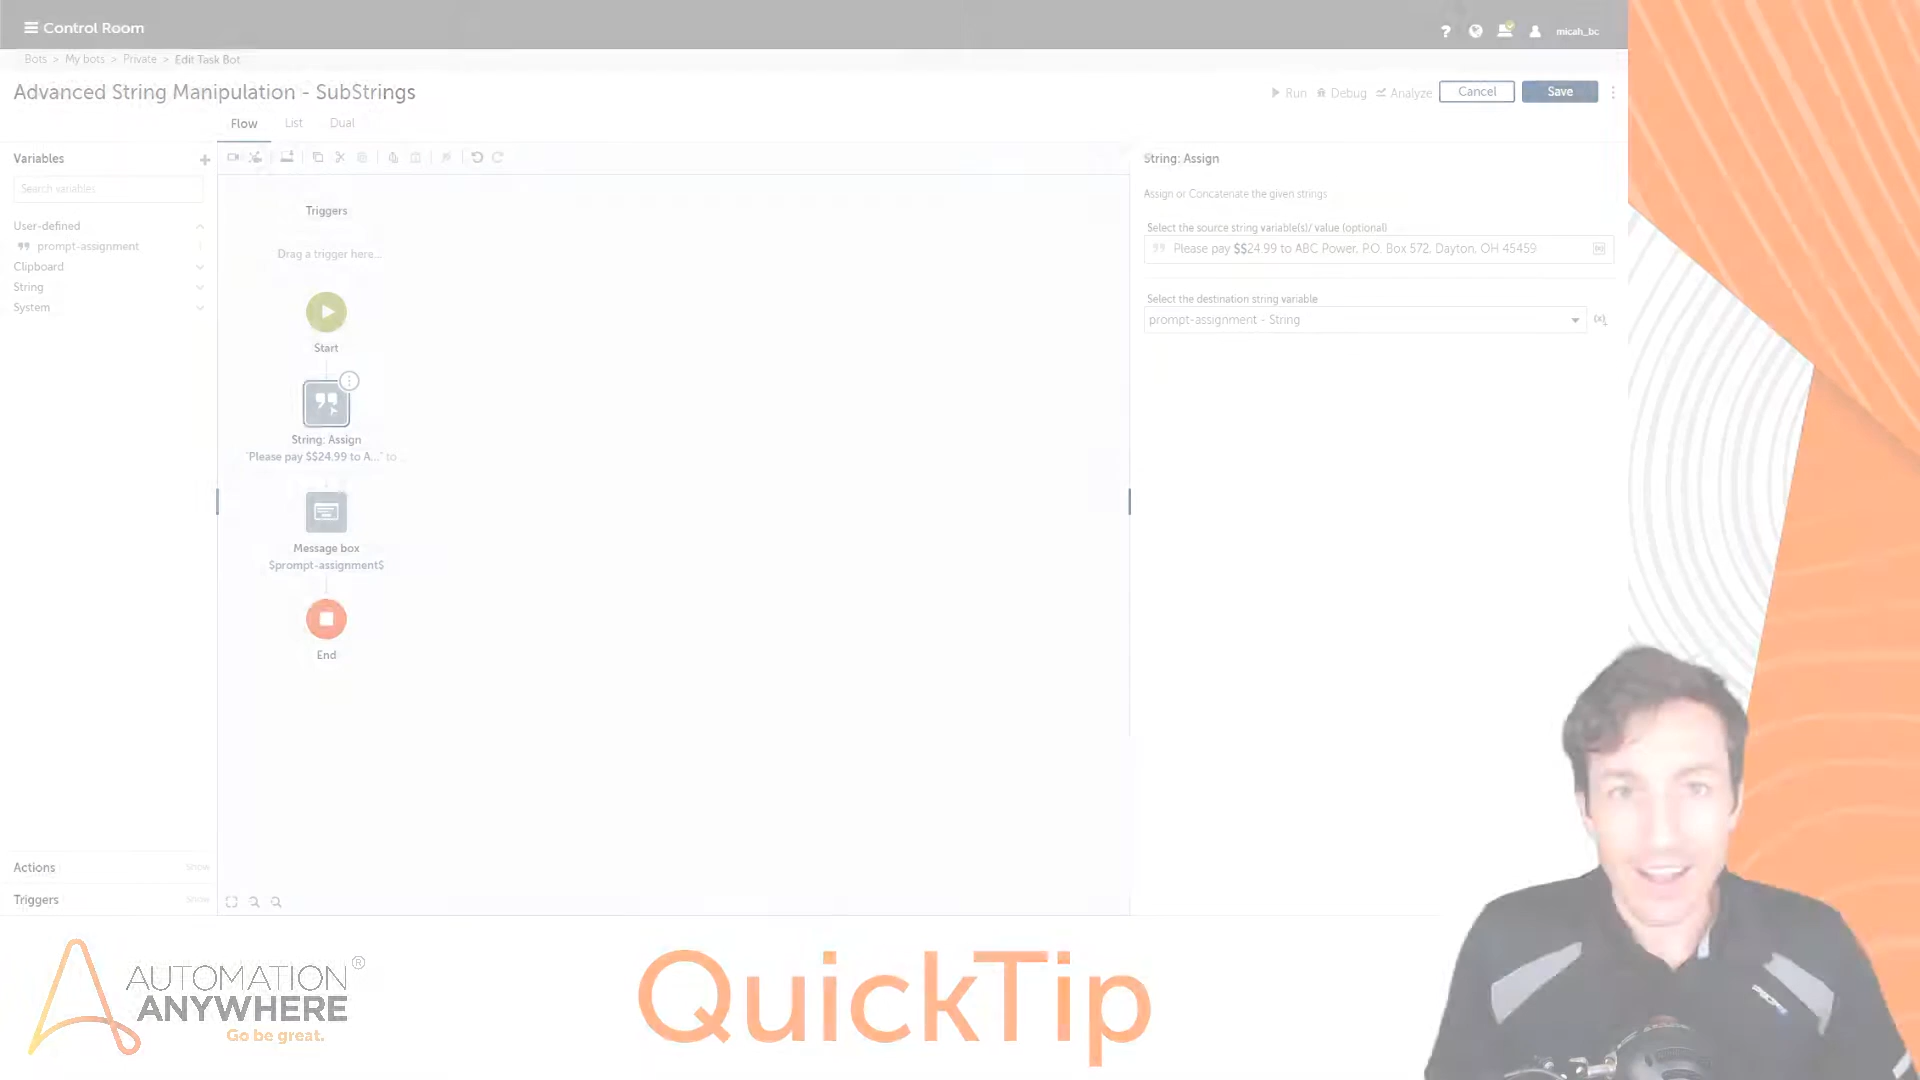 Control Room
? micah_bc
Bots > My bots > Private > Edit Task Bot
Advanced String Manipulation - SubStrings
Run Debug Analyze Cancel Save
Flow List Dual
Variables
Search variables
User-defined
prompt-assignment
Clipboard
String
System
Actions Show
Triggers Show
Triggers
Drag a trigger here...
Start
String: Assign
"Please pay $$24.99 to A..." to ...
Message box
$prompt-assignment$
End
String: Assign
Assign or Concatenate the given strings
Select the source string variable(s)/ value (optional)
Please pay $$24.99 to ABC Power, P.O. Box 572, Dayton, OH 45459
Select the destination string variable
prompt-assignment - String
(x)
AUTOMATION ®
ANYWHERE
Go be great.
QuickTip